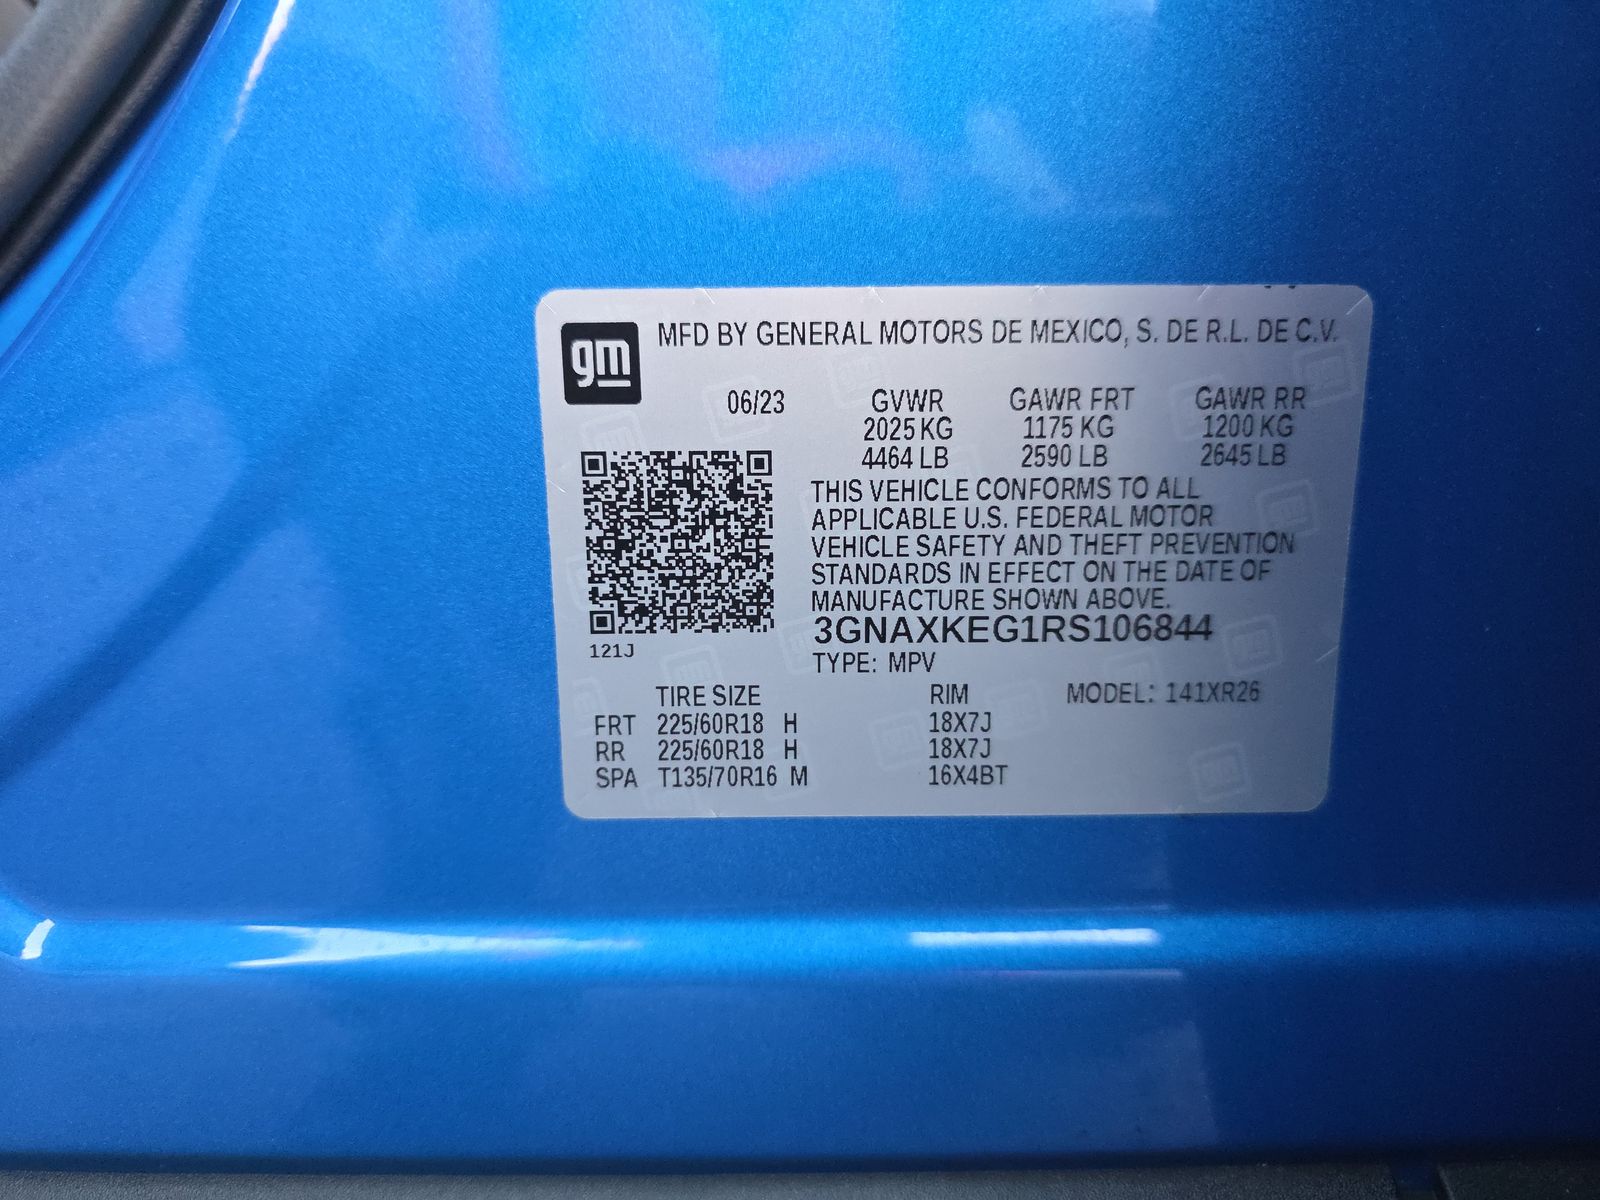 gm
MFD BY GENERAL MOTORS DE MEXICO, S. DE R.L. DE C.V.
06/23 GVWR GAWR FRT GAWR RR
2025 KG 1175 KG 1200 KG
4464 LB 2590 LB 2645 LB
THIS VEHICLE CONFORMS TO ALL
APPLICABLE U.S. FEDERAL MOTOR
VEHICLE SAFETY AND THEFT PREVENTION
STANDARDS IN EFFECT ON THE DATE OF
MANUFACTURE SHOWN ABOVE.
3GNAXKEG1RS106844
121J
TYPE: MPV
TIRE SIZE RIM MODEL: 141XR26
FRT 225/60R18 H 18X7J
RR 225/60R18 H 18X7J
SPA T135/70R16 M 16X4BT